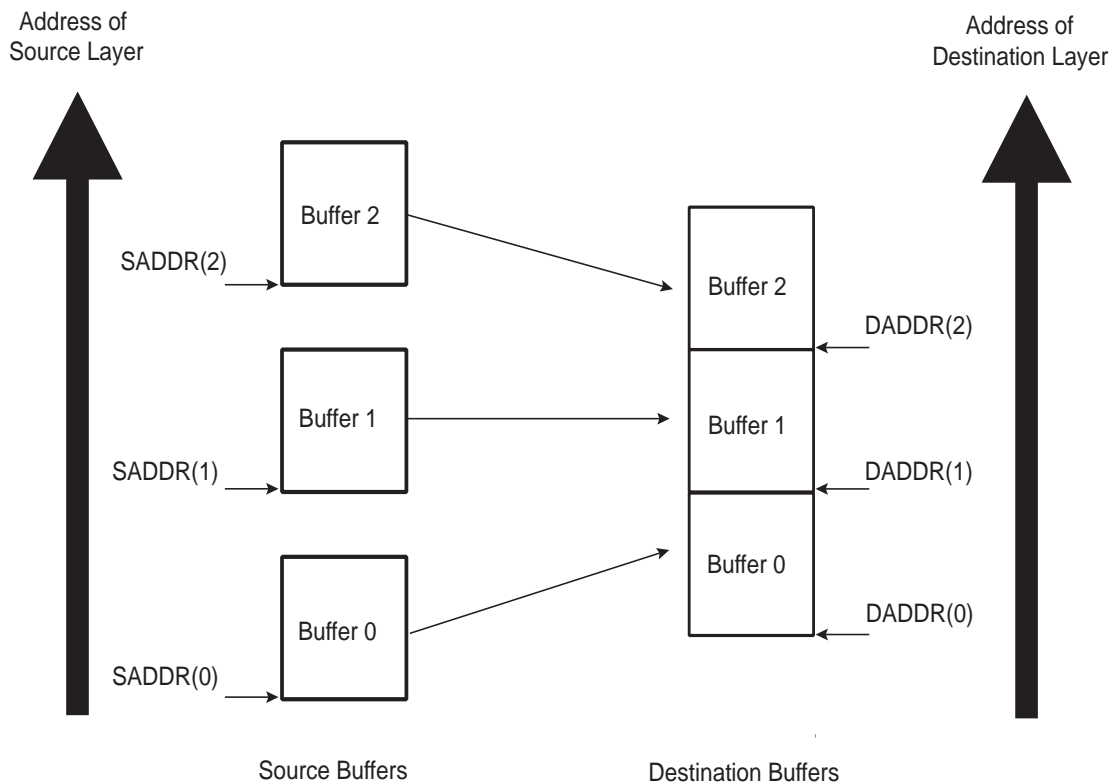 Address of
Source Layer
Address of
Destination Layer
Buffer 2
SADDR(2)
Buffer 2
DADDR(2)
Buffer 1
Buffer 1
SADDR(1)
DADDR(1)
Buffer 0
Buffer 0
DADDR(0)
SADDR(0)
Source Buffers
Destination Buffers